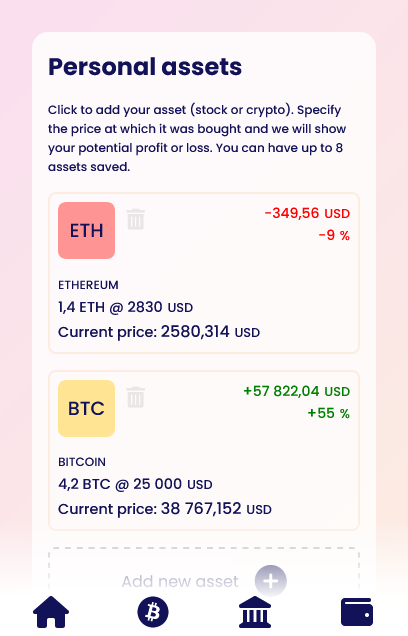 Personal assets
Click to add your asset (stock or crypto). Specify
the price at which it was bought and we will show
your potential profit or loss. You can have up to 8
assets saved.
ETH
-349,56 USD
-9 %
ETHEREUM
1,4 ETH @ 2830 USD
Current price: 2580,314 USD
BTC
+57 822,04 USD
+55 %
BITCOIN
4,2 BTC @ 25 000 USD
Current price: 38 767,152 USD
Add new asset